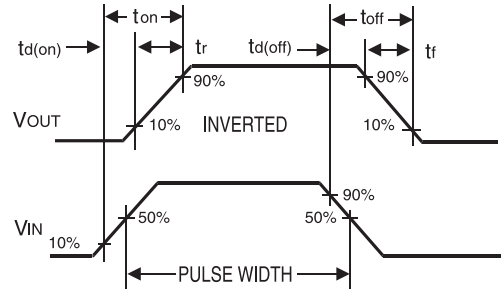 ton toff
td(on) tr td(off) tf
90% 90%
VOUT 10% INVERTED 10%
90%
50% 50%
VIN 10%
PULSE WIDTH